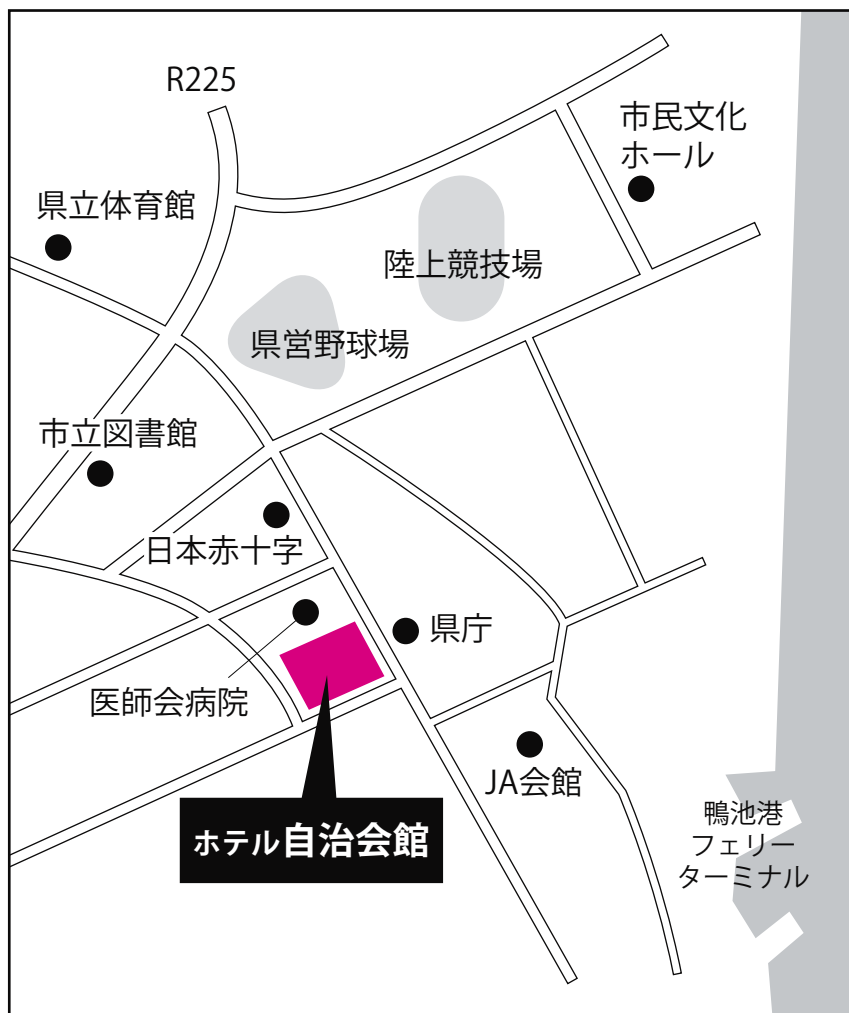 R225
市民文化
ホール
県立体育館
陸上競技場
県営野球場
市立図書館
日本赤十字
県庁
医師会病院
JA会館
ホテル自治会館
鴨池港
フェリー
ターミナル